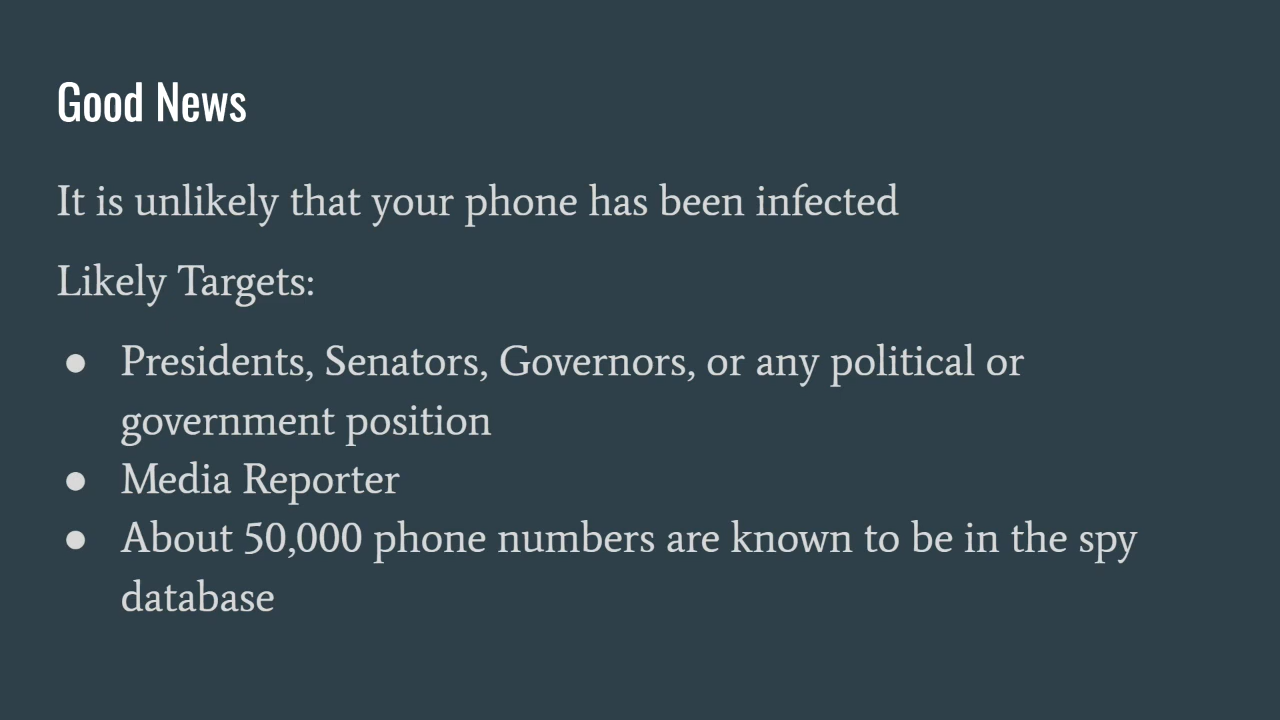 Good News
It is unlikely that your phone has been infected
Likely Targets:
● Presidents, Senators, Governors, or any political or
government position
● Media Reporter
● About 50,000 phone numbers are known to be in the spy
database